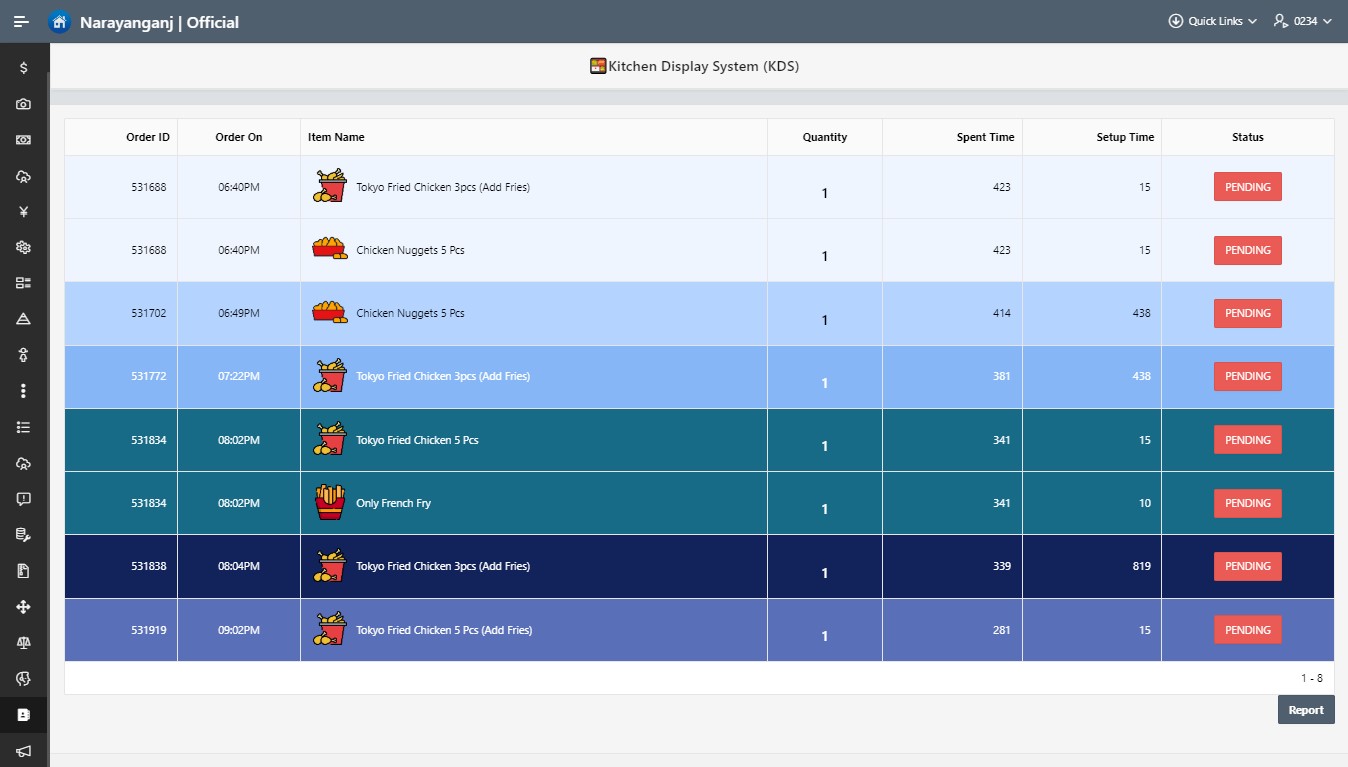 Narayanganj | Official
Quick Links
0234
Kitchen Display System (KDS)
Order ID Order On Item Name Quantity Spent Time Setup Time Status
531688 06:40PM Tokyo Fried Chicken 3pcs (Add Fries) 1 423 15 PENDING
531688 06:40PM Chicken Nuggets 5 Pcs 1 423 15 PENDING
531702 06:49PM Chicken Nuggets 5 Pcs 1 414 438 PENDING
531772 07:22PM Tokyo Fried Chicken 3pcs (Add Fries) 1 381 438 PENDING
531834 08:02PM Tokyo Fried Chicken 5 Pcs 1 341 15 PENDING
531834 08:02PM Only French Fry 1 341 10 PENDING
531838 08:04PM Tokyo Fried Chicken 3pcs (Add Fries) 1 339 819 PENDING
531919 09:02PM Tokyo Fried Chicken 5 Pcs (Add Fries) 1 281 15 PENDING
1 - 8
Report